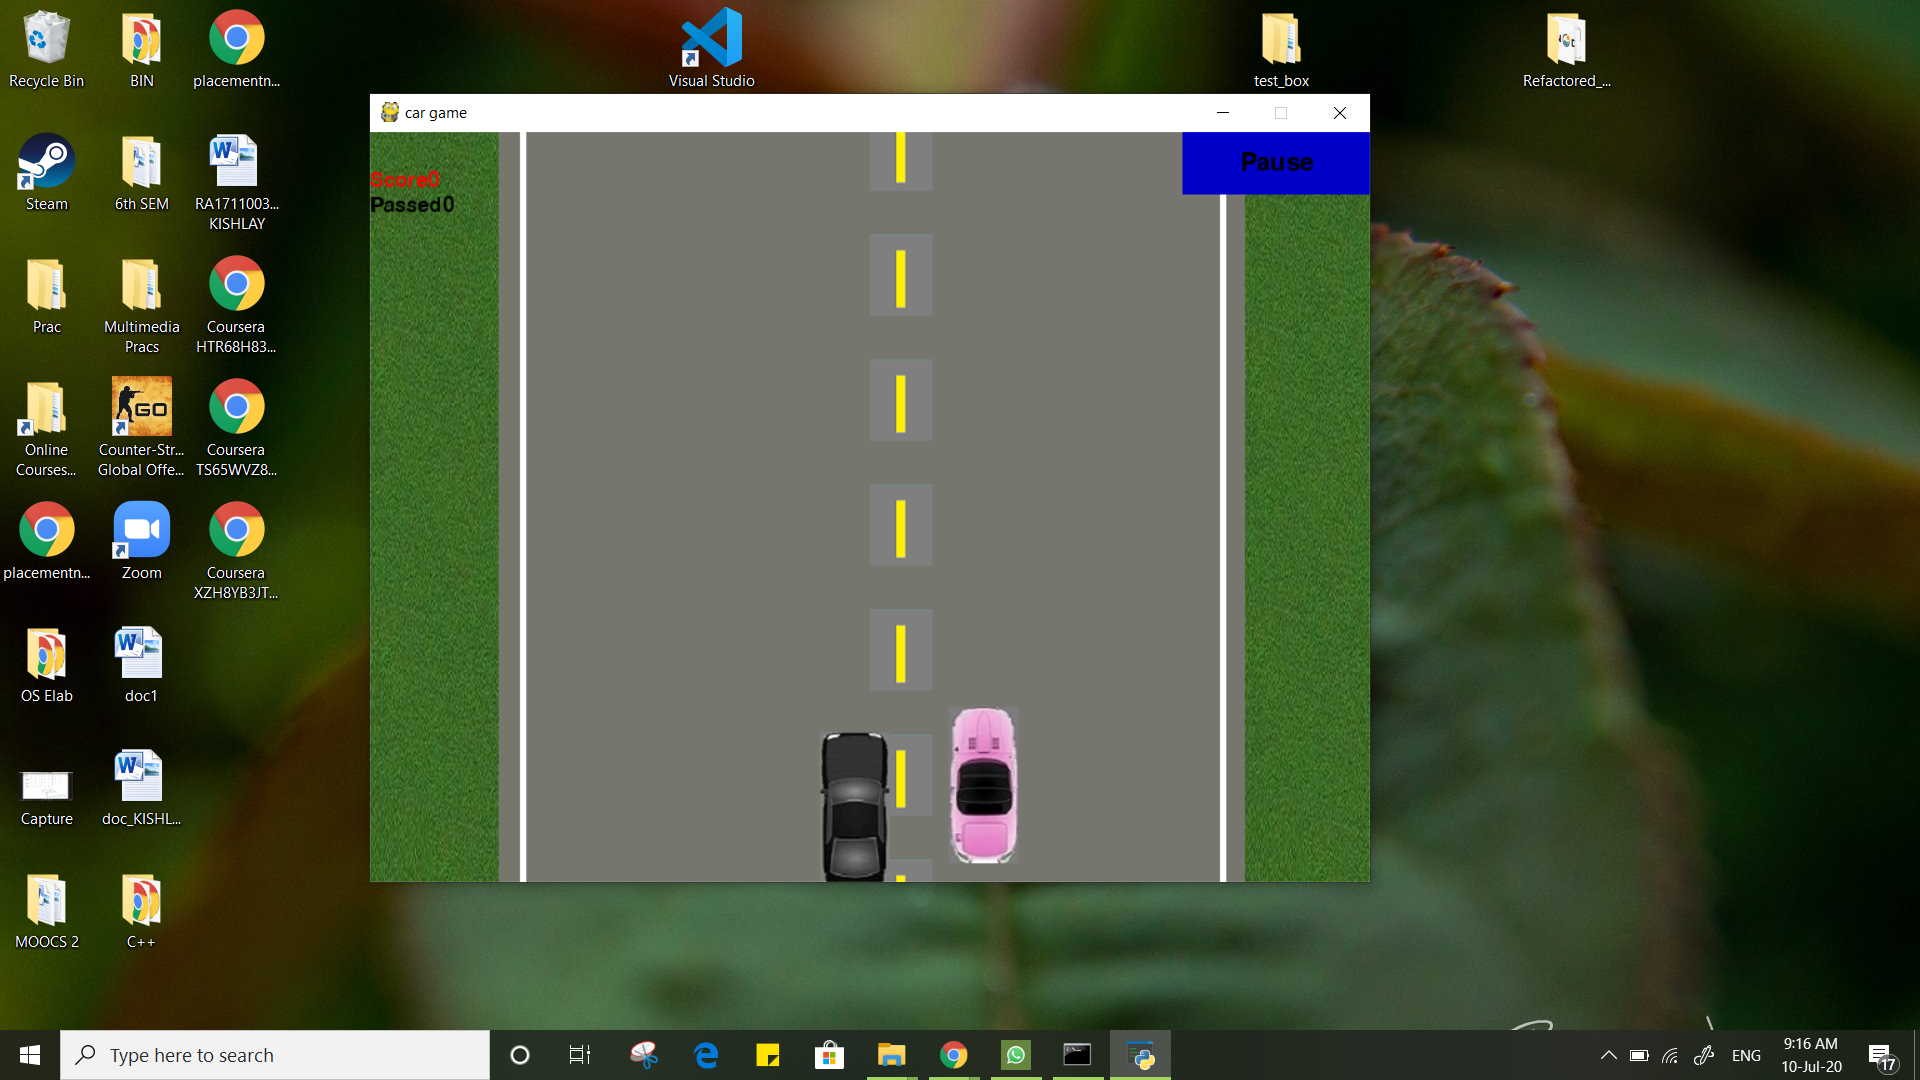 Recycle Bin
BIN
placementn...
Visual Studio
test_box
Refactored_...
car game
Steam
6th SEM
RA1711003...
KISHLAY
Score0
Passed0
Pause
Prac
Multimedia
Pracs
Coursera
HTR68H83...
Online
Courses...
GO
Counter-Str...
Global Offe...
Coursera
TS65WVZ8...
placementn...
Zoom
Coursera
XZH8YB3JT...
OS Elab
doc1
Capture
doc_KISHL...
MOOCS 2
C++
Type here to search
ENG
9:16 AM
10-Jul-20
17